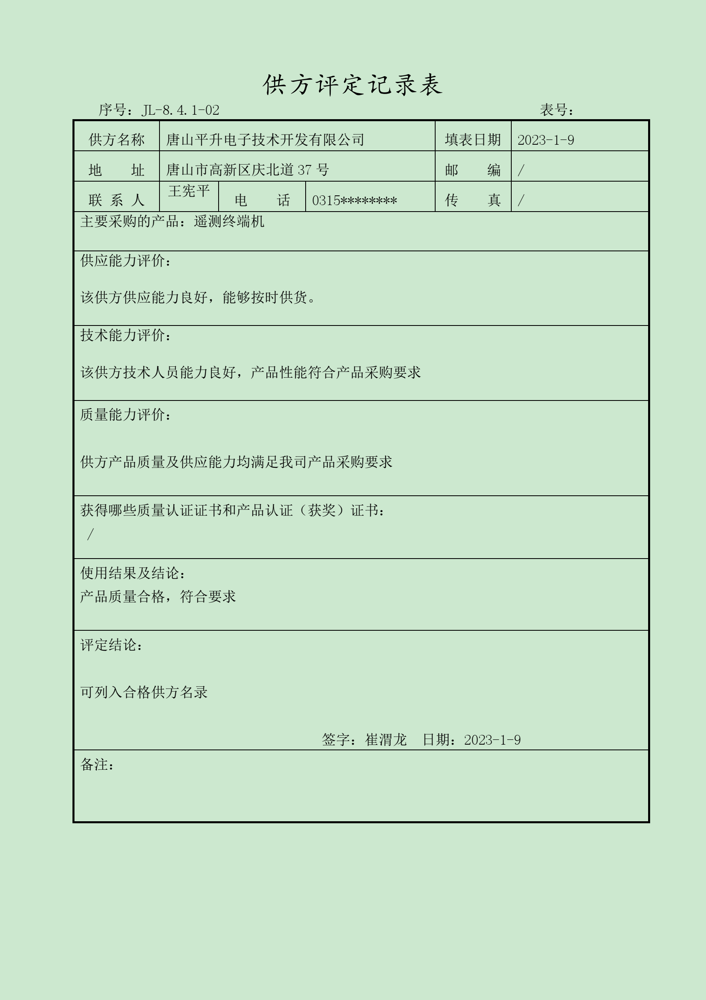 供方评定记录表
序号：JL-8.4.1-02 表号：
供方名称 唐山平升电子技术开发有限公司 填表日期 2023-1-9
地 址 唐山市高新区庆北道 37 号 邮 编 /
联 系 人 王宪平 电 话 0315******** 传 真 /
主要采购的产品：遥测终端机
供应能力评价：
该供方供应能力良好，能够按时供货。
技术能力评价：
该供方技术人员能力良好，产品性能符合产品采购要求
质量能力评价：
供方产品质量及供应能力均满足我司产品采购要求
获得哪些质量认证证书和产品认证（获奖）证书：
/
使用结果及结论：
产品质量合格，符合要求
评定结论：
可列入合格供方名录
签字：崔渭龙 日期：2023-1-9
备注：